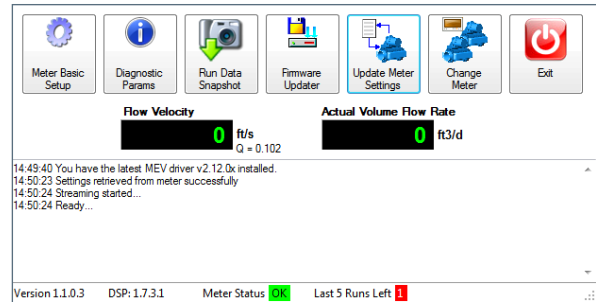 Meter Basic Setup
Diagnostic Params
Run Data Snapshot
Firmware Updater
Update Meter Settings
Change Meter
Exit
Flow Velocity
0 ft/s
Q = 0.102
Actual Volume Flow Rate
0 ft3/d
14:49:40 You have the latest MEV driver v2.12.0x installed.
14:50:23 Settings retrieved from meter successfully
14:50:24 Streaming started...
14:50:24 Ready...
Version 1.1.0.3 DSP: 1.7.3.1 Meter Status OK Last 5 Runs Left 1